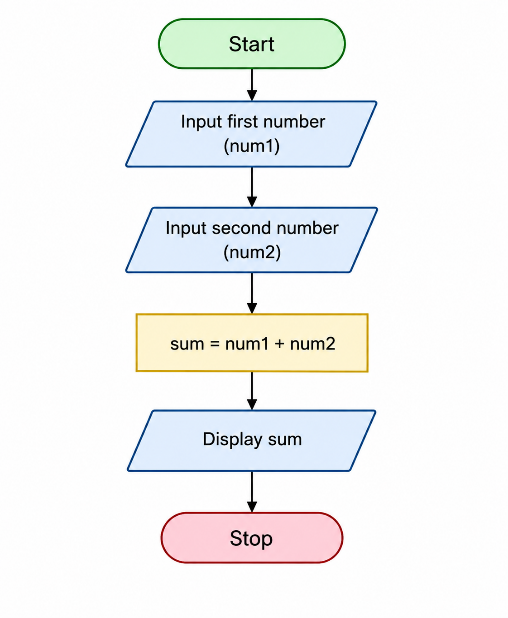 Start
Input first number
(num1)
Input second number
(num2)
sum = num1 + num2
Display sum
Stop